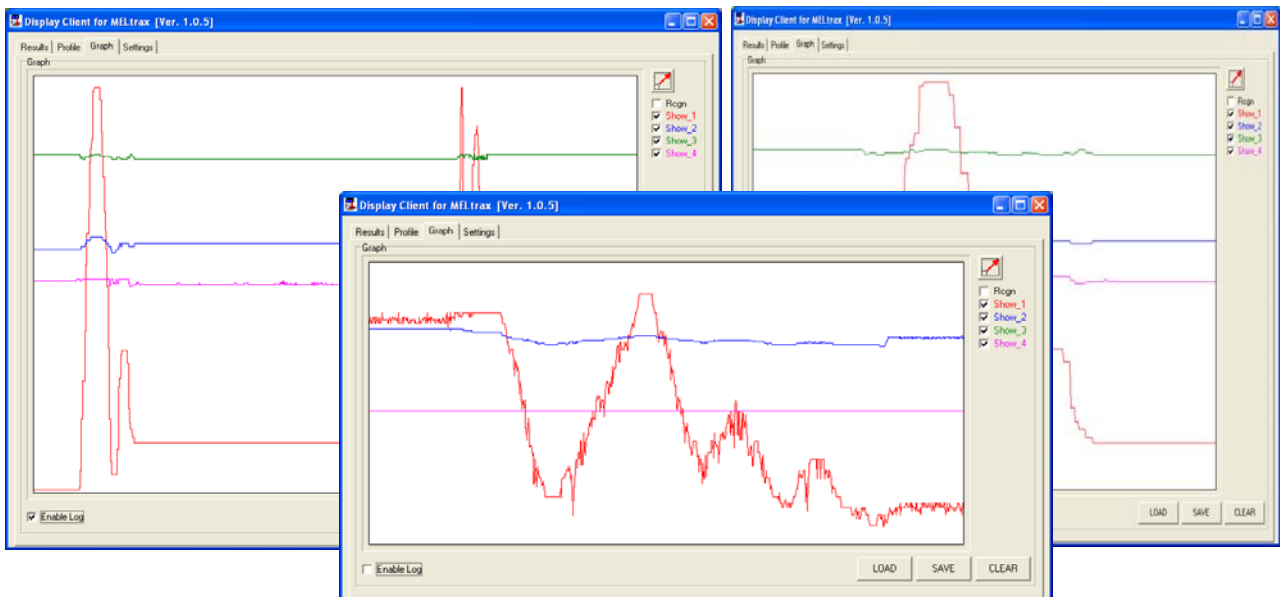 Display Client for MELtrax [Ver. 1.0.5]
Results Profile Graph Settings
Graph
Rcgn
Show_1
Show_2
Show_3
Show_4
Enable Log
Display Client for MELtrax [Ver. 1.0.5]
Results Profile Graph Settings
Graph
Rcgn
Show_1
Show_2
Show_3
Show_4
LOAD SAVE CLEAR
Display Client for MELtrax [Ver. 1.0.5]
Results Profile Graph Settings
Graph
Rcgn
Show_1
Show_2
Show_3
Show_4
Enable Log LOAD SAVE CLEAR